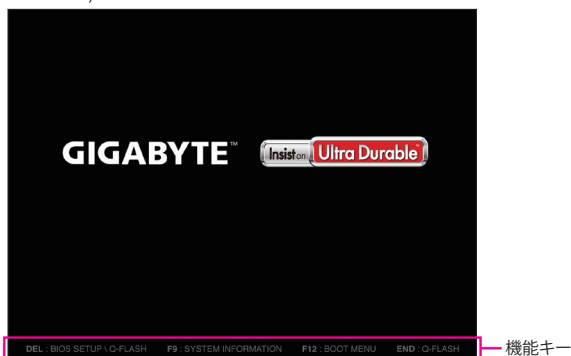 GIGABYTE™
Insist on Ultra Durable™
DEL : BIOS SETUP \ Q-FLASH F9 : SYSTEM INFORMATION F12 : BOOT MENU END : Q-FLASH
機能キー